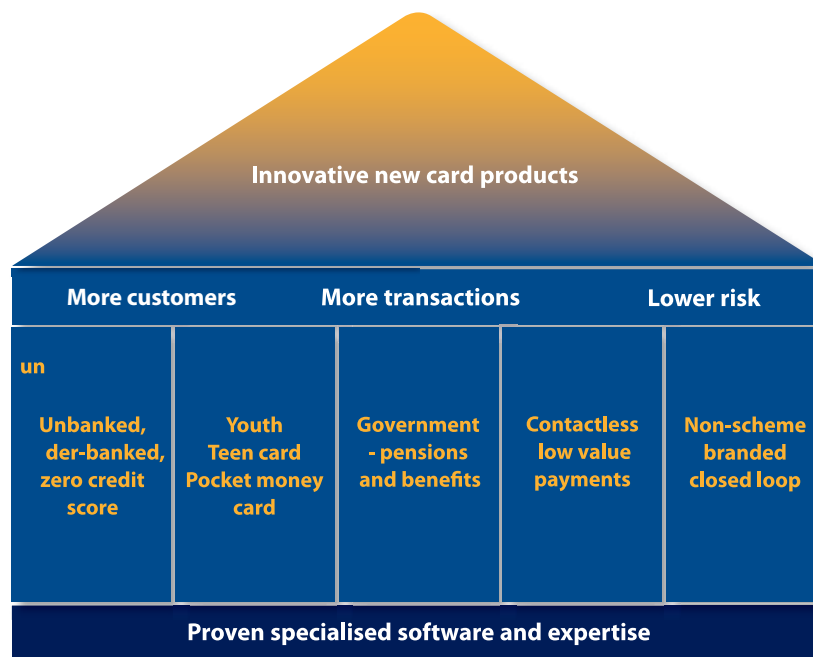 Innovative new card products
More customers
More transactions
Lower risk
un
Unbanked,
der-banked,
zero credit
score
Youth
Teen card
Pocket money
card
Government
- pensions
and benefits
Contactless
low value
payments
Non-scheme
branded
closed loop
Proven specialised software and expertise